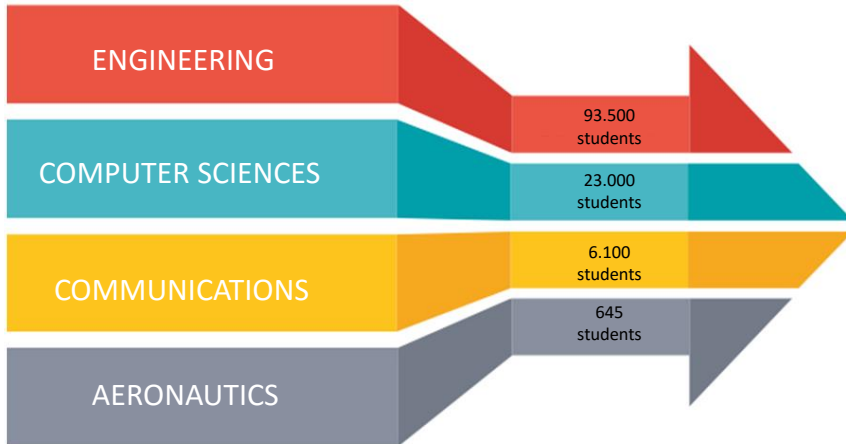 ENGINEERING
93.500
students
COMPUTER SCIENCES
23.000
students
COMMUNICATIONS
6.100
students
AERONAUTICS
645
students